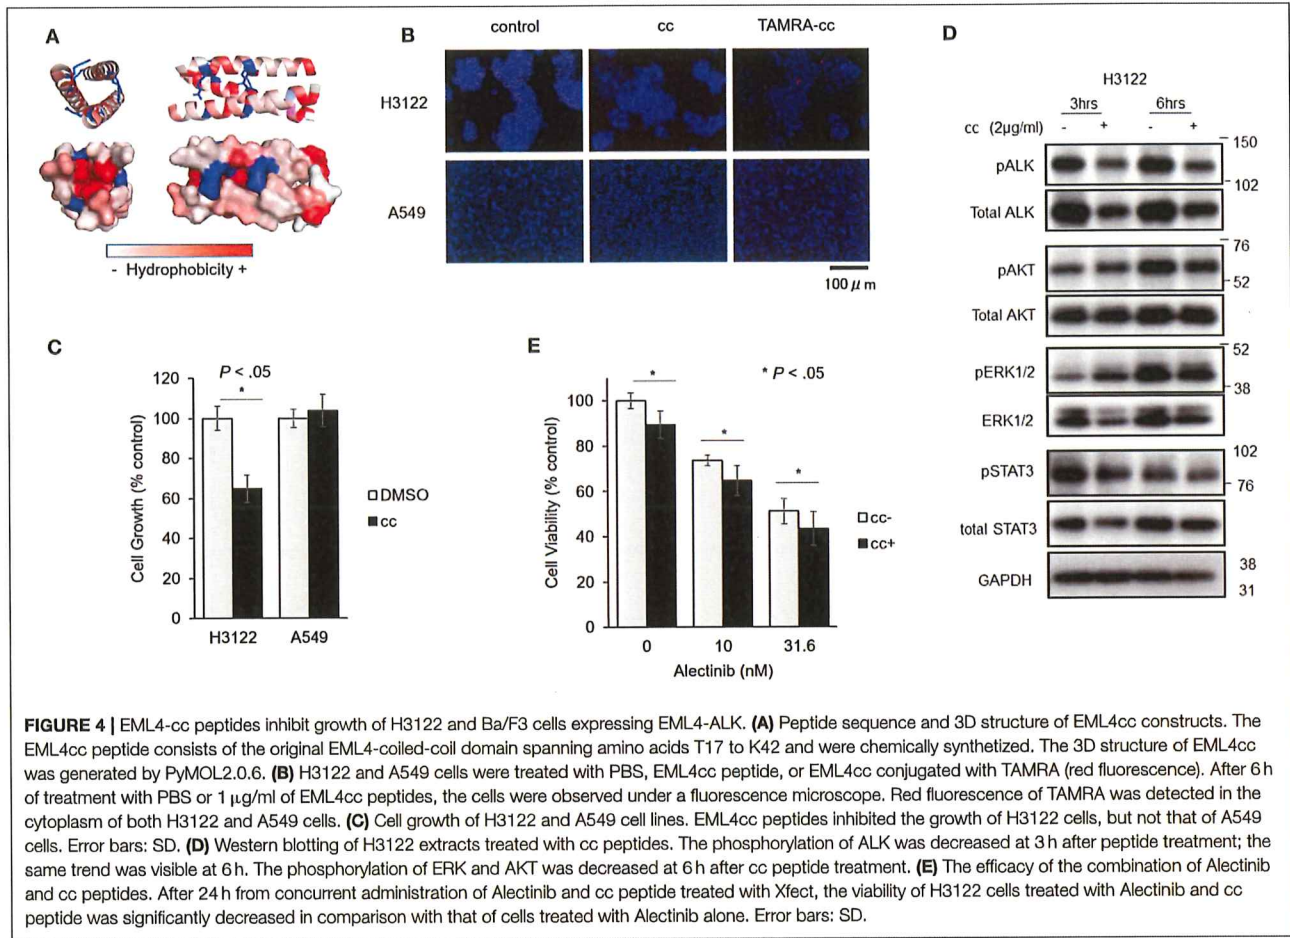 A
- Hydrophobicity +
B
control cc TAMRA-cc
H3122
A549
100 μ m
C
P < .05
*
120
100
80
60
40
20
0
Cell Growth (% control)
H3122 A549
DMSO
cc
E
* P < .05
*
*
*
100
80
60
40
20
0
Cell Viability (% control)
0 10 31.6
Alectinib (nM)
cc-
cc+
D
H3122
3hrs 6hrs
cc (2μg/ml) - + - +
150
pALK
102
Total ALK
76
pAKT
52
Total AKT
52
pERK1/2
38
ERK1/2
102
pSTAT3
76
total STAT3
38
GAPDH
31
FIGURE 4 | EML4-cc peptides inhibit growth of H3122 and Ba/F3 cells expressing EML4-ALK. (A) Peptide sequence and 3D structure of EML4cc constructs. The
EML4cc peptide consists of the original EML4-coiled-coil domain spanning amino acids T17 to K42 and were chemically synthetized. The 3D structure of EML4cc
was generated by PyMOL2.0.6. (B) H3122 and A549 cells were treated with PBS, EML4cc peptide, or EML4cc conjugated with TAMRA (red fluorescence). After 6 h
of treatment with PBS or 1 μg/ml of EML4cc peptides, the cells were observed under a fluorescence microscope. Red fluorescence of TAMRA was detected in the
cytoplasm of both H3122 and A549 cells. (C) Cell growth of H3122 and A549 cell lines. EML4cc peptides inhibited the growth of H3122 cells, but not that of A549
cells. Error bars: SD. (D) Western blotting of H3122 extracts treated with cc peptides. The phosphorylation of ALK was decreased at 3 h after peptide treatment; the
same trend was visible at 6 h. The phosphorylation of ERK and AKT was decreased at 6 h after cc peptide treatment. (E) The efficacy of the combination of Alectinib
and cc peptides. After 24 h from concurrent administration of Alectinib and cc peptide treated with Xfect, the viability of H3122 cells treated with Alectinib and cc
peptide was significantly decreased in comparison with that of cells treated with Alectinib alone. Error bars: SD.